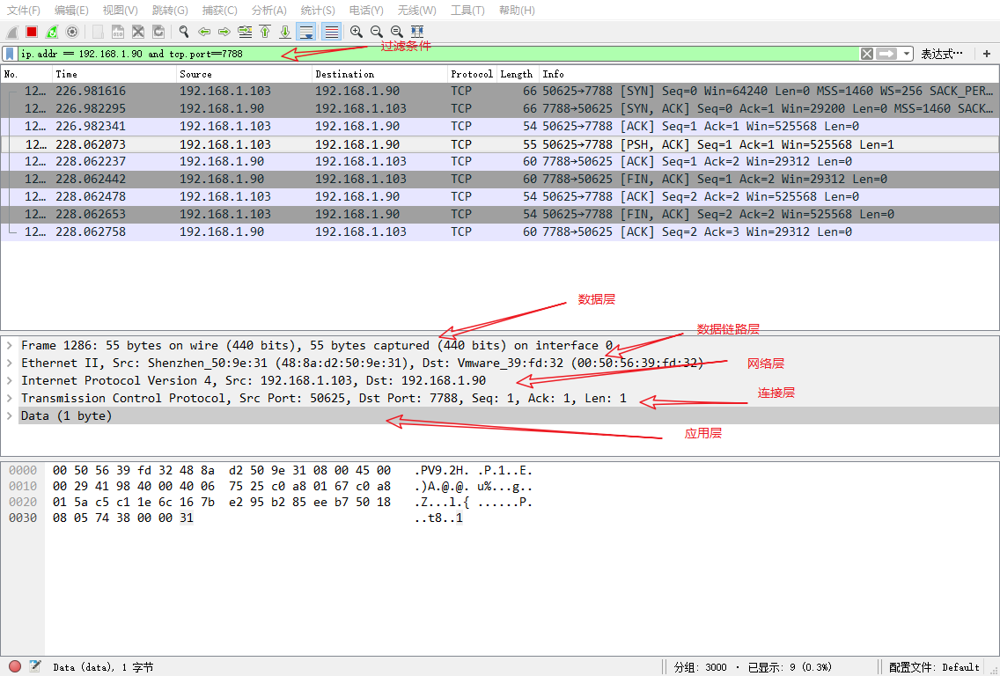 文件(F) 编辑(E) 视图(V) 跳转(G) 捕获(C) 分析(A) 统计(S) 电话(Y) 无线(W) 工具(T) 帮助(H)
过滤条件
ip.addr == 192.168.1.90 and tcp.port==7788 表达式… +
No. Time Source Destination Protocol Length Info
12… 226.981616 192.168.1.103 192.168.1.90 TCP 66 50625→7788 [SYN] Seq=0 Win=64240 Len=0 MSS=1460 WS=256 SACK_PER…
12… 226.982295 192.168.1.90 192.168.1.103 TCP 66 7788→50625 [SYN, ACK] Seq=0 Ack=1 Win=29200 Len=0 MSS=1460 SACK…
12… 226.982341 192.168.1.103 192.168.1.90 TCP 54 50625→7788 [ACK] Seq=1 Ack=1 Win=525568 Len=0
12… 228.062073 192.168.1.103 192.168.1.90 TCP 55 50625→7788 [PSH, ACK] Seq=1 Ack=1 Win=525568 Len=1
12… 228.062237 192.168.1.90 192.168.1.103 TCP 60 7788→50625 [ACK] Seq=1 Ack=2 Win=29312 Len=0
12… 228.062442 192.168.1.90 192.168.1.103 TCP 60 7788→50625 [FIN, ACK] Seq=1 Ack=2 Win=29312 Len=0
12… 228.062478 192.168.1.103 192.168.1.90 TCP 54 50625→7788 [ACK] Seq=2 Ack=2 Win=525568 Len=0
12… 228.062653 192.168.1.103 192.168.1.90 TCP 54 50625→7788 [FIN, ACK] Seq=2 Ack=2 Win=525568 Len=0
12… 228.062758 192.168.1.90 192.168.1.103 TCP 60 7788→50625 [ACK] Seq=2 Ack=3 Win=29312 Len=0
数据层
数据链路层
Frame 1286: 55 bytes on wire (440 bits), 55 bytes captured (440 bits) on interface 0
Ethernet II, Src: Shenzhen_50:9e:31 (48:8a:d2:50:9e:31), Dst: Vmware_39:fd:32 (00:50:56:39:fd:32)
网络层
Internet Protocol Version 4, Src: 192.168.1.103, Dst: 192.168.1.90
连接层
Transmission Control Protocol, Src Port: 50625, Dst Port: 7788, Seq: 1, Ack: 1, Len: 1
Data (1 byte)
应用层
0000 00 50 56 39 fd 32 48 8a d2 50 9e 31 08 00 45 00 .PV9.2H. .P.1..E.
0010 00 29 41 98 40 00 40 06 75 25 c0 a8 01 67 c0 a8 .)A.@.@. u%...g..
0020 01 5a c5 c1 1e 6c 16 7b e2 95 b2 85 ee b7 50 18 .Z...l.{ ......P.
0030 08 05 74 38 00 00 31 ..t8..1
Data (data), 1 字节 分组: 3000 · 已显示: 9 (0.3%) 配置文件: Default